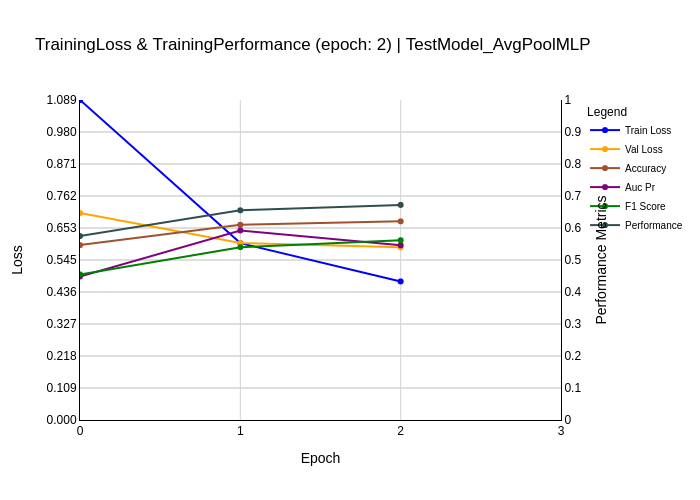 TrainingLoss & TrainingPerformance (epoch: 2) | TestModel_AvgPoolMLP
1.089
0.980
0.871
0.762
0.653
0.545
0.436
0.327
0.218
0.109
0.000
Loss
0
1
2
3
Epoch
1
0.9
0.8
0.7
0.6
0.5
0.4
0.3
0.2
0.1
0
Performance Metrics
Legend
Train Loss
Val Loss
Accuracy
Auc Pr
F1 Score
Performance